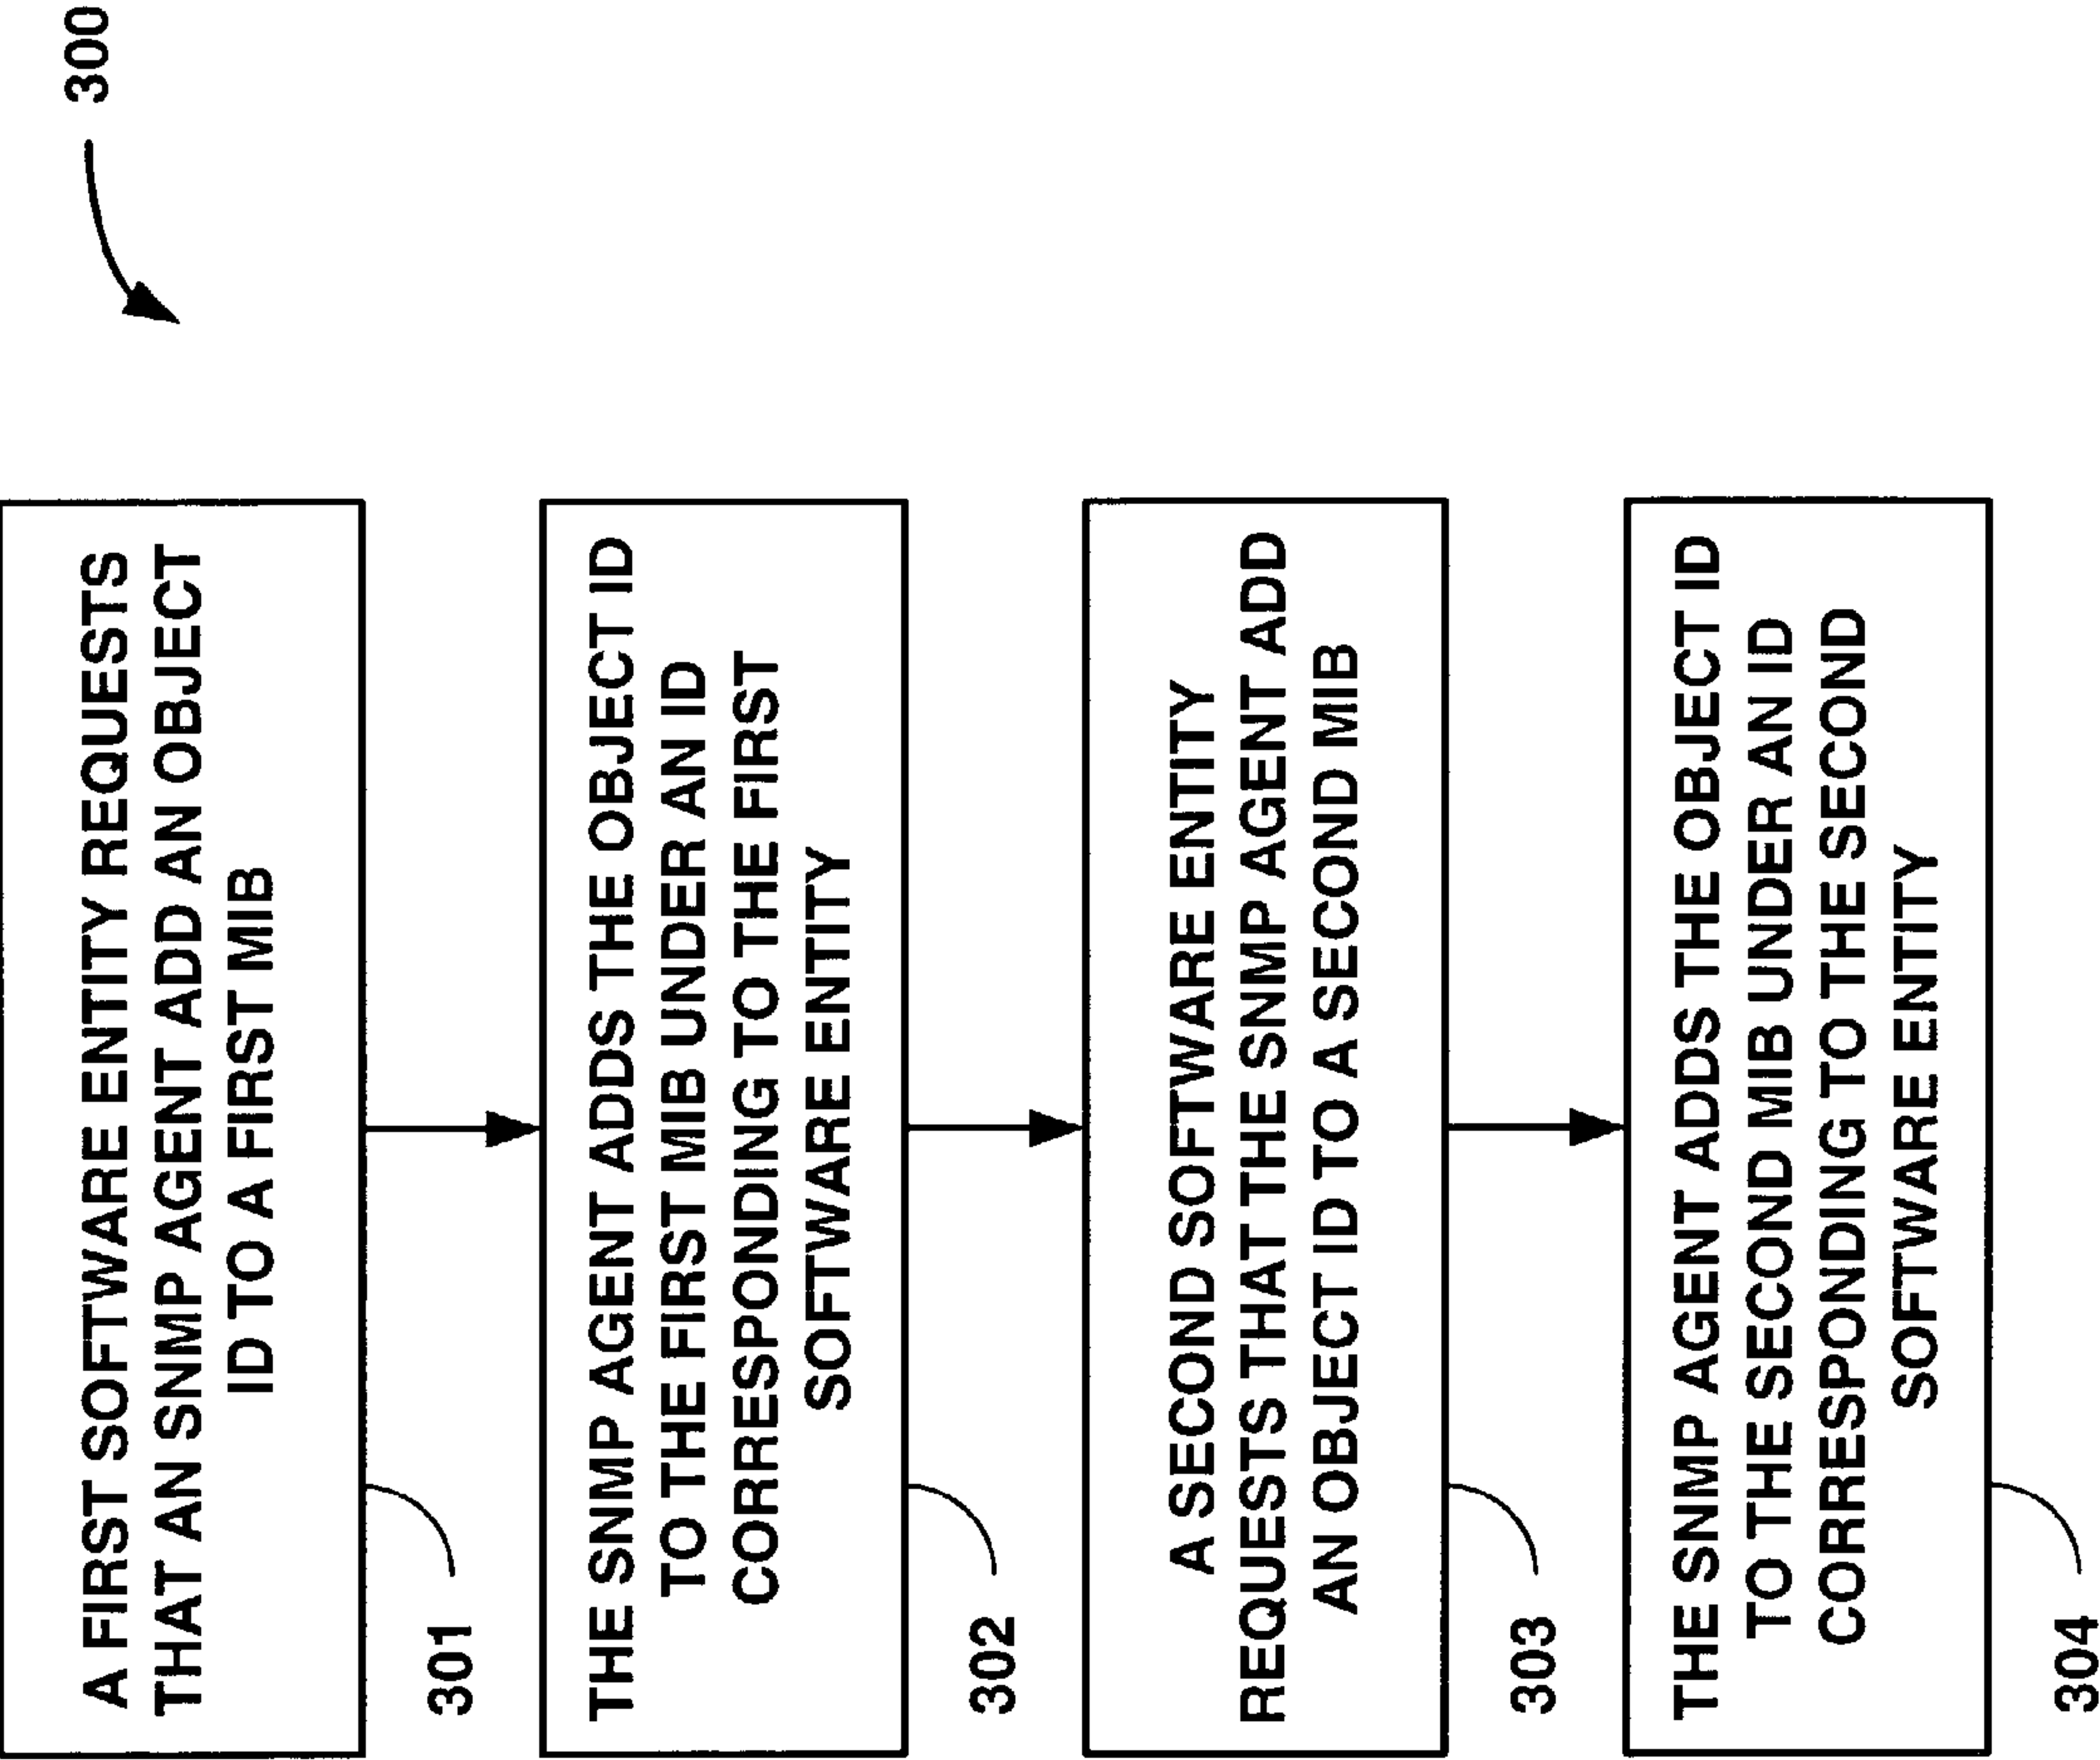 300
A FIRST SOFTWARE ENTITY REQUESTS
THAT AN SNMP AGENT ADD AN OBJECT
ID TO A FIRST MIB
301
THE SNMP AGENT ADDS THE OBJECT ID
TO THE FIRST MIB UNDER AN ID
CORRESPONDING TO THE FIRST
SOFTWARE ENTITY
302
A SECOND SOFTWARE ENTITY
REQUESTS THAT THE SNMP AGENT ADD
AN OBJECT ID TO A SECOND MIB
303
THE SNMP AGENT ADDS THE OBJECT ID
TO THE SECOND MIB UNDER AN ID
CORRESPONDING TO THE SECOND
SOFTWARE ENTITY
304